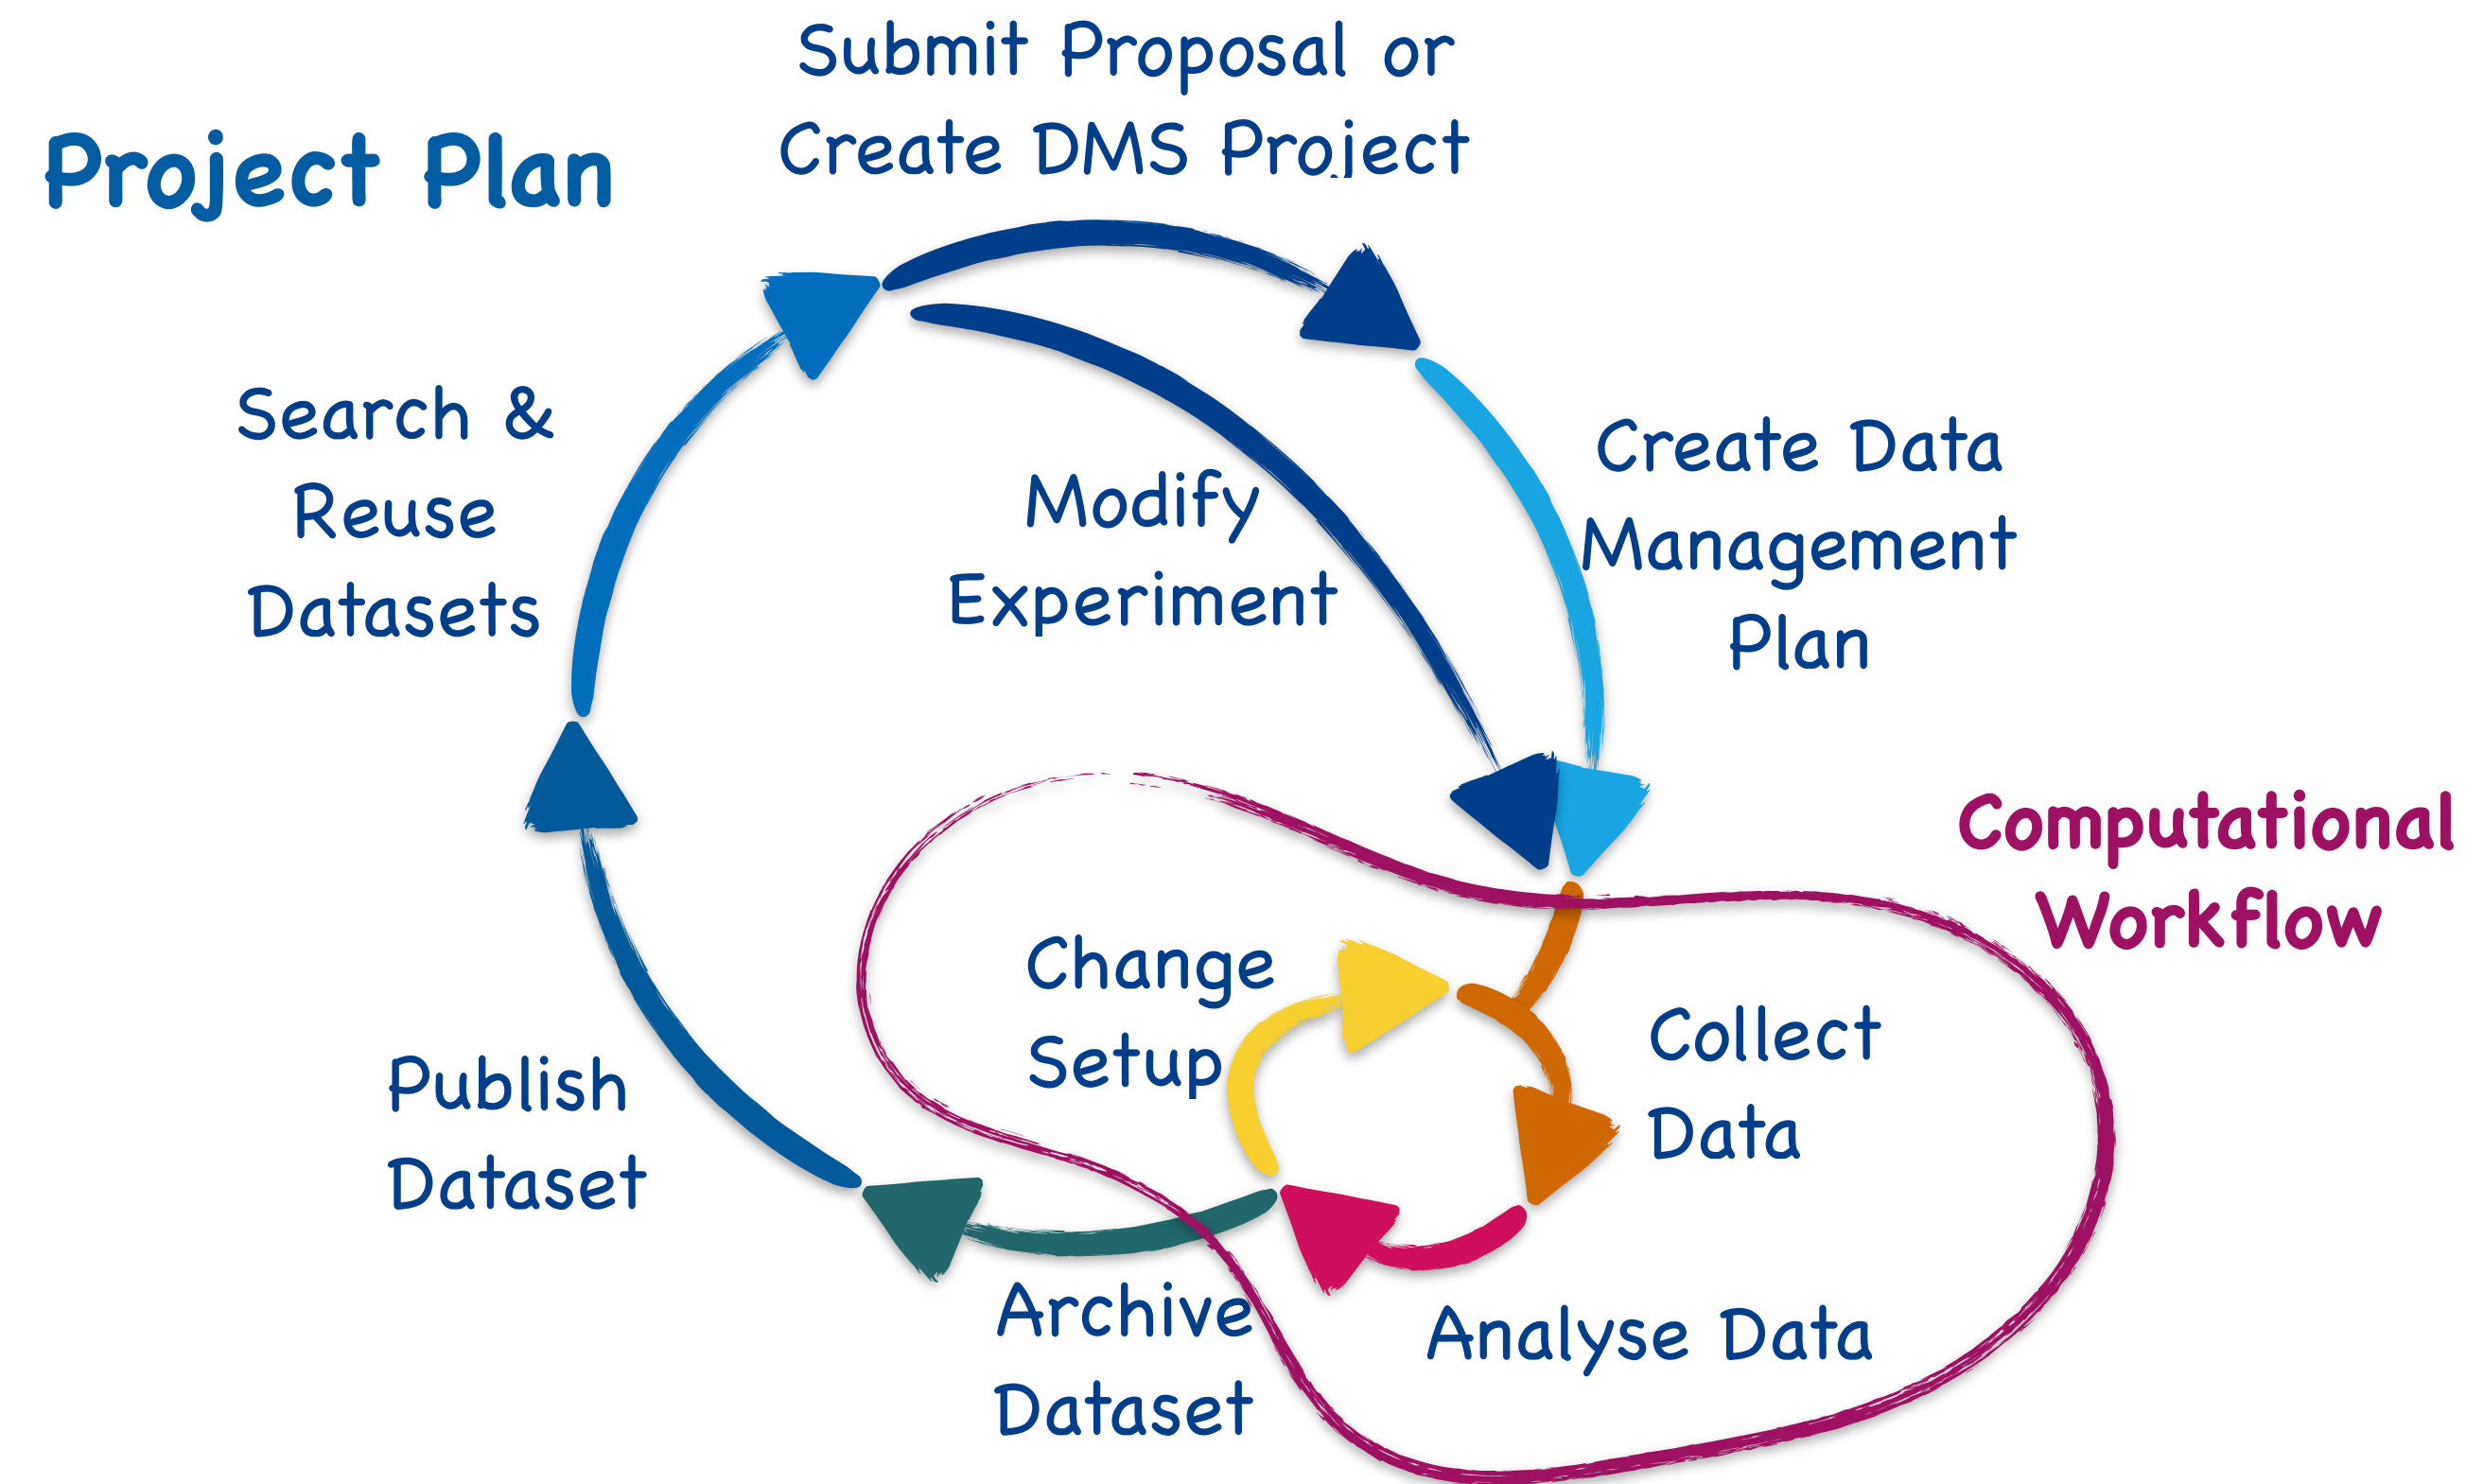 Submit Proposal or
Create DMS Project
Project Plan
Search &
Reuse
Datasets
Modify
Experiment
Create Data
Management
Plan
Computational
Workflow
Change
Setup
Collect
Data
Publish
Dataset
Archive
Dataset
Analyse Data